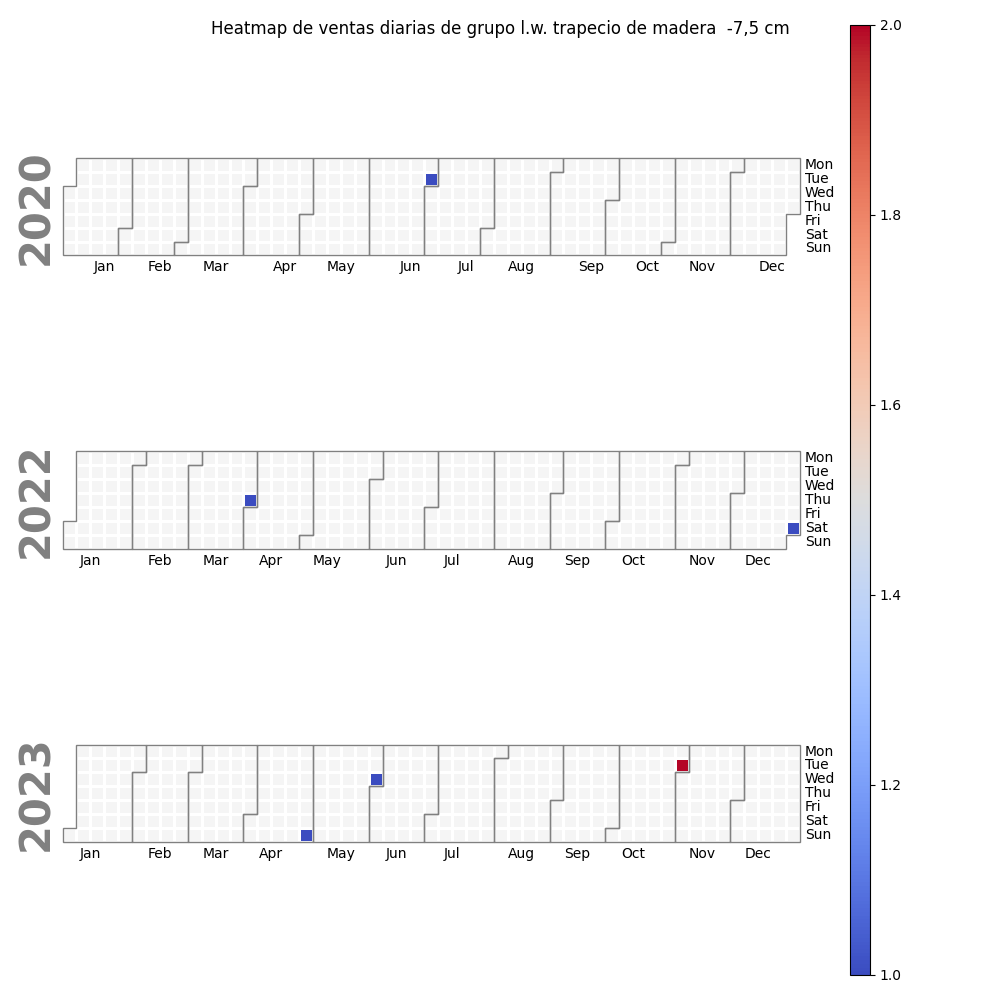 Heatmap de ventas diarias de grupo l.w. trapecio de madera  -7,5 cm
2.0
1.8
1.6
1.4
1.2
1.0
2020
Mon
Tue
Wed
Thu
Fri
Sat
Sun
Jan Feb Mar Apr May Jun Jul Aug Sep Oct Nov Dec
2022
Mon
Tue
Wed
Thu
Fri
Sat
Sun
Jan Feb Mar Apr May Jun Jul Aug Sep Oct Nov Dec
2023
Mon
Tue
Wed
Thu
Fri
Sat
Sun
Jan Feb Mar Apr May Jun Jul Aug Sep Oct Nov Dec